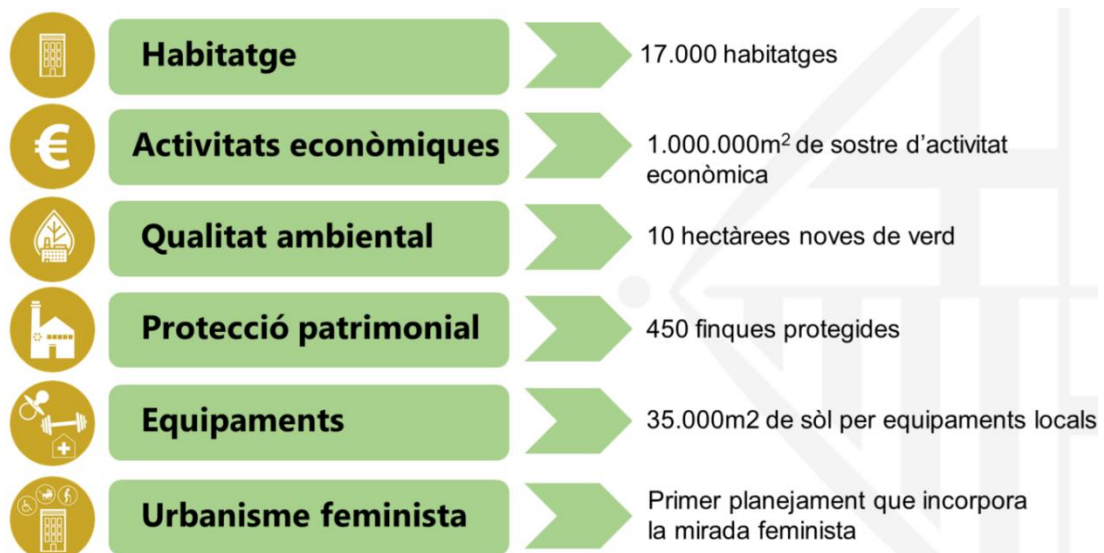 Habitatge
17.000 habitatges
€
Activitats econòmiques
1.000.000m² de sostre d’activitat
econòmica
Qualitat ambiental
10 hectàrees noves de verd
Protecció patrimonial
450 finques protegides
Equipaments
35.000m2 de sòl per equipaments locals
Urbanisme feminista
Primer planejament que incorpora
la mirada feminista